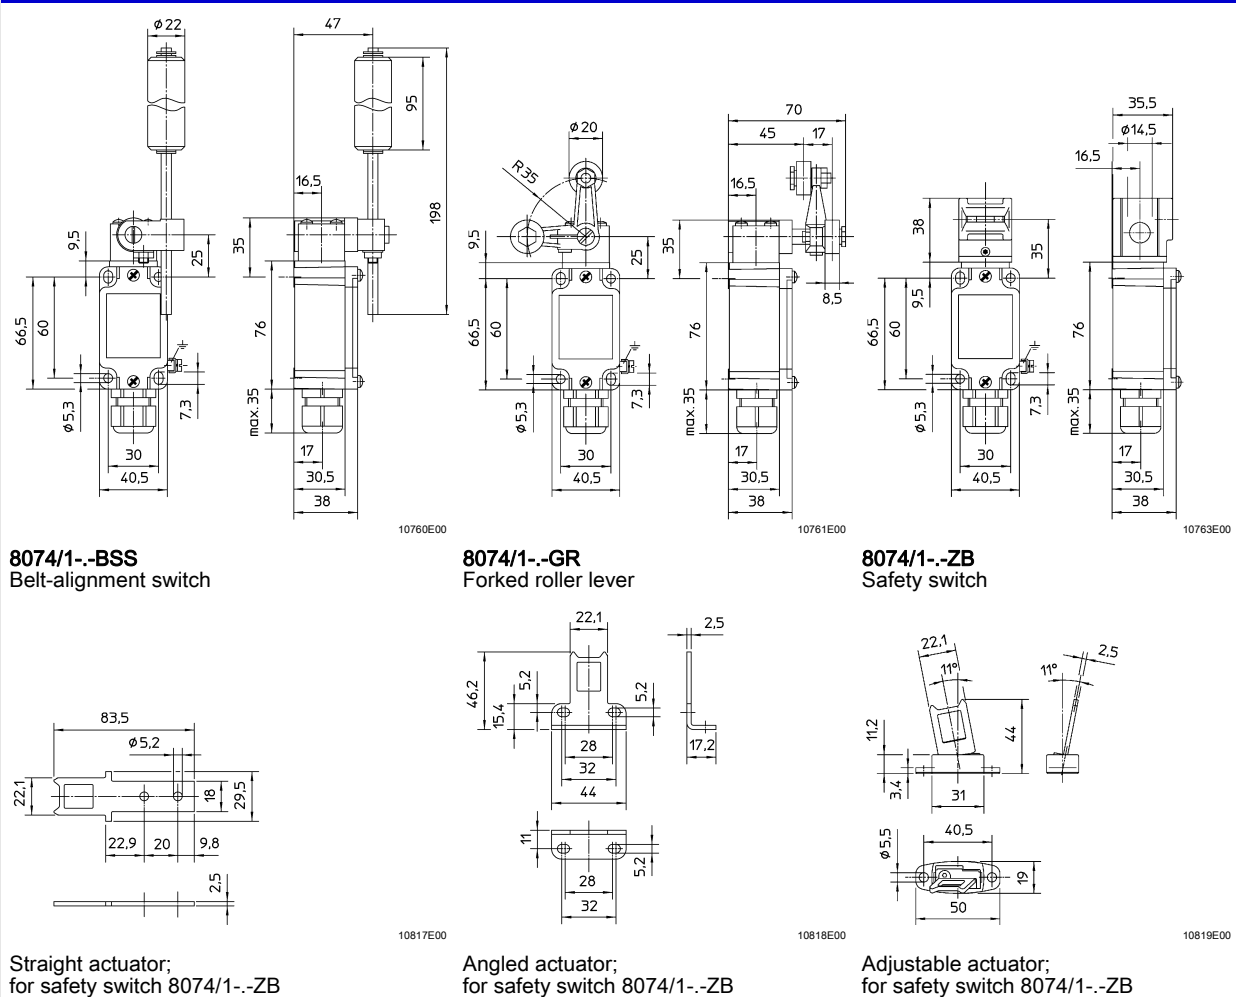 ø22
47
95
16,5
198
9,5
35
25
66,5
60
76
ø5,3
7,3
max.35
30
40,5
17
30,5
38
10760E00
8074/1-.-BSS
Belt-alignment switch
70
ø20
45
17
R35
16,5
9,5
35
25
8,5
66,5
60
76
ø5,3
7,3
max.35
30
40,5
17
30,5
38
10761E00
8074/1-.-GR
Forked roller lever
35,5
ø14,5
16,5
38
35
9,5
66,5
60
76
ø5,3
7,3
max.35
30
40,5
17
30,5
38
10763E00
8074/1-.-ZB
Safety switch
83,5
ø5,2
22,1
18
29,5
22,9
20
9,8
2,5
10817E00
Straight actuator;
for safety switch 8074/1-.-ZB
22,1
2,5
46,2
15,4
5,2
5,2
28
17,2
32
44
11
5,2
28
32
10818E00
Angled actuator;
for safety switch 8074/1-.-ZB
22,1
11°
11°
2,5
11,2
44
3,4
31
40,5
ø5,5
19
50
10819E00
Adjustable actuator;
for safety switch 8074/1-.-ZB